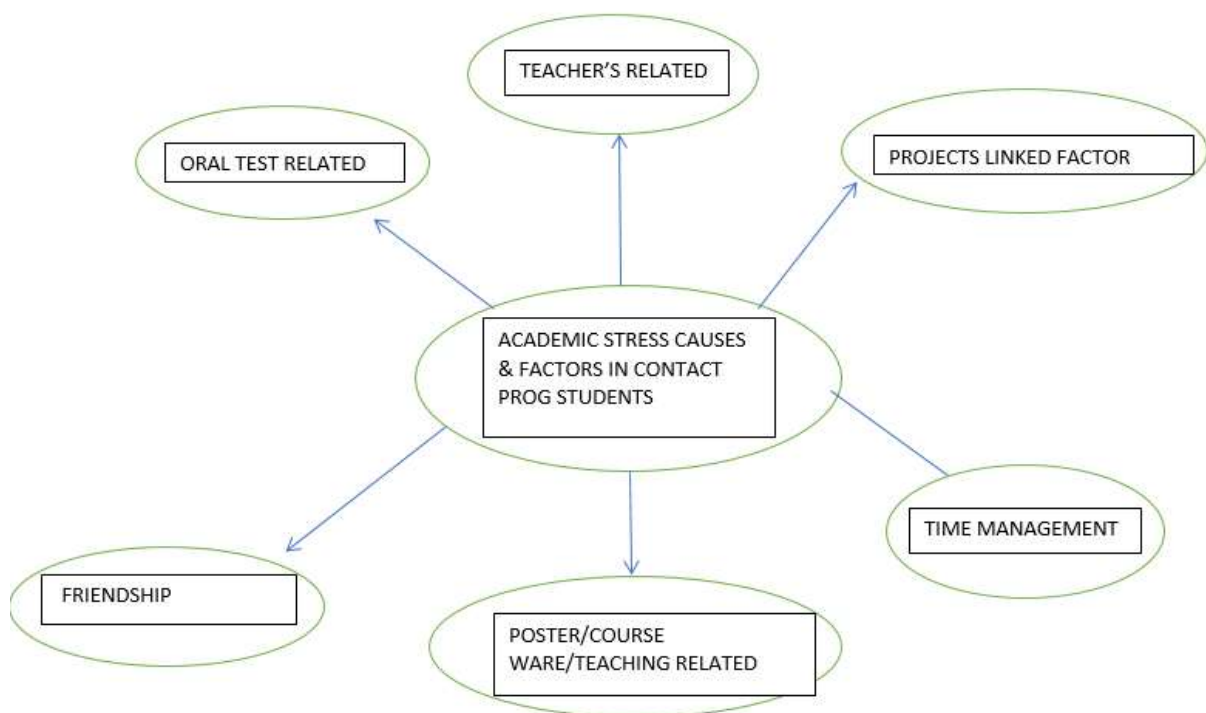 TEACHER'S RELATED
ORAL TEST RELATED
PROJECTS LINKED FACTOR
ACADEMIC STRESS CAUSES
& FACTORS IN CONTACT
PROG STUDENTS
TIME MANAGEMENT
FRIENDSHIP
POSTER/COURSE
WARE/TEACHING RELATED